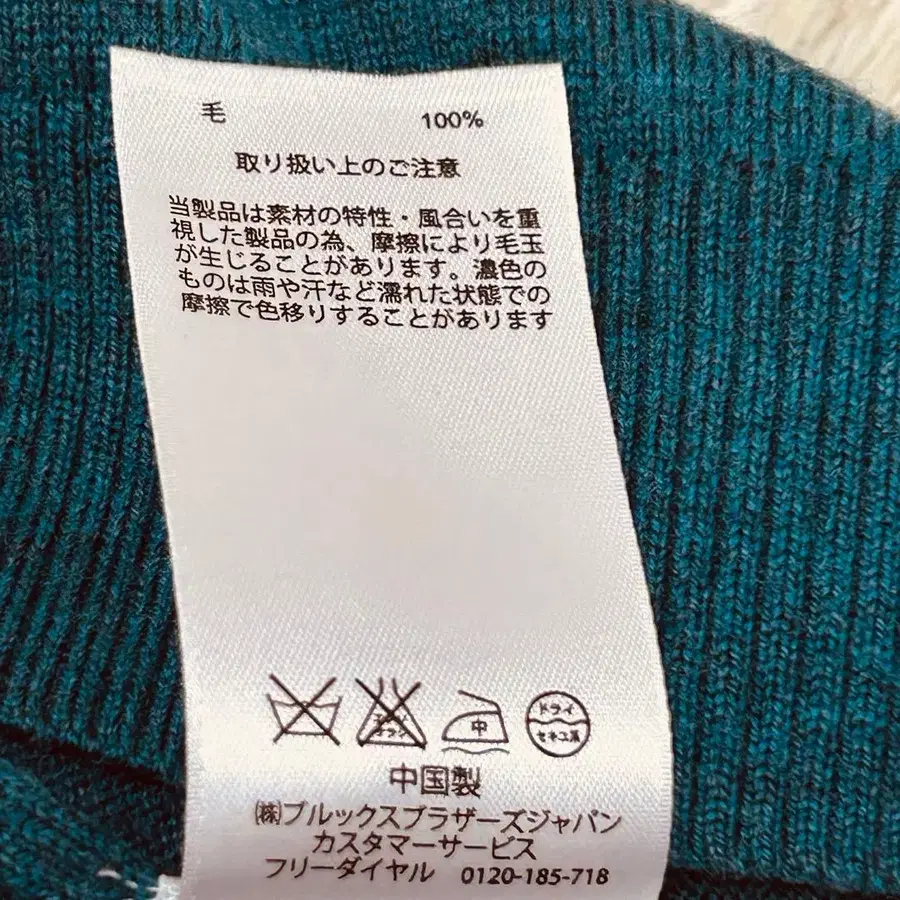 毛 100%
取り扱い上のご注意
当製品は素材の特性・風合いを重
視した製品の為、摩擦により毛玉
が生じることがあります。濃色の
ものは雨や汗など濡れた状態での
摩擦で色移りすることがあります
中
ドライ
セキユ系
中国製
㈱ブルックスブラザーズジャパン
カスタマーサービス
フリーダイヤル 0120-185-718